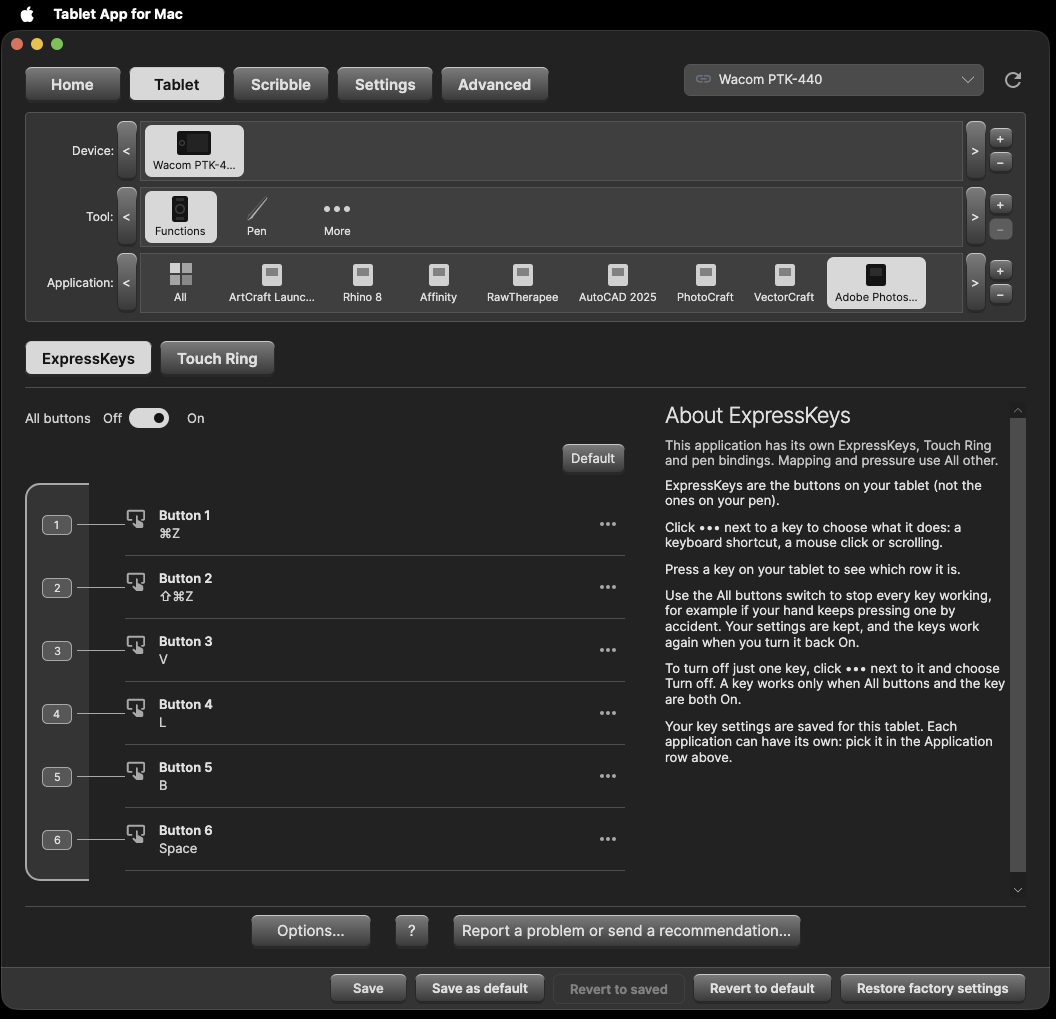 Tablet App for Mac
Home
Tablet
Scribble
Settings
Advanced
Wacom PTK-440
Device:
<
Wacom PTK-4...
>
+
−
Tool:
<
Functions
Pen
More
>
+
−
Application:
<
All
ArtCraft Launc...
Rhino 8
Affinity
RawTherapee
AutoCAD 2025
PhotoCraft
VectorCraft
Adobe Photos...
>
+
−
ExpressKeys
Touch Ring
All buttons Off On
Default
1
Button 1
⌘Z
•••
2
Button 2
⇧⌘Z
•••
3
Button 3
V
•••
4
Button 4
L
•••
5
Button 5
B
•••
6
Button 6
Space
•••
About ExpressKeys
This application has its own ExpressKeys, Touch Ring
and pen bindings. Mapping and pressure use All other.
ExpressKeys are the buttons on your tablet (not the
ones on your pen).
Click ••• next to a key to choose what it does: a
keyboard shortcut, a mouse click or scrolling.
Press a key on your tablet to see which row it is.
Use the All buttons switch to stop every key working,
for example if your hand keeps pressing one by
accident. Your settings are kept, and the keys work
again when you turn it back On.
To turn off just one key, click ••• next to it and choose
Turn off. A key works only when All buttons and the key
are both On.
Your key settings are saved for this tablet. Each
application can have its own: pick it in the Application
row above.
Options...
?
Report a problem or send a recommendation...
Save
Save as default
Revert to saved
Revert to default
Restore factory settings